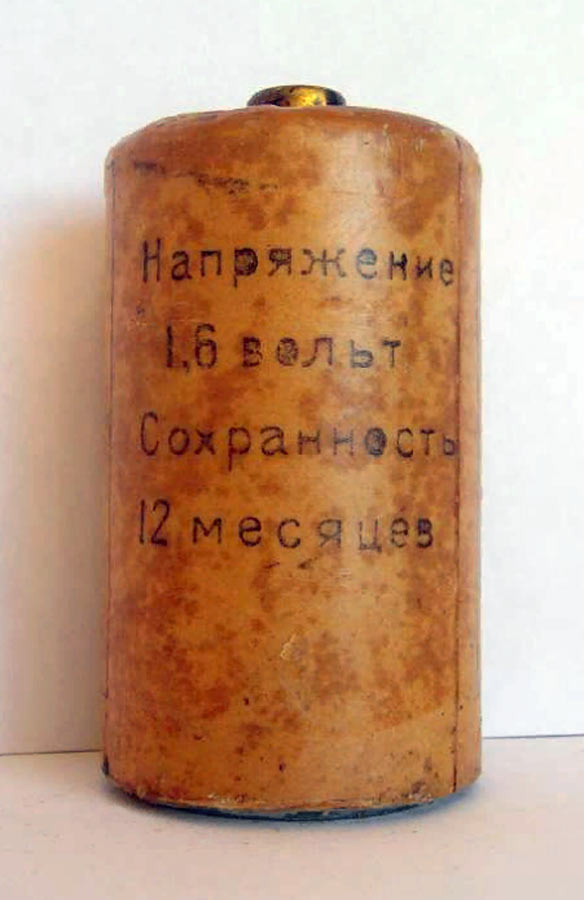 Напряжение
1,6 вольт
Сохранность
12 месяцев